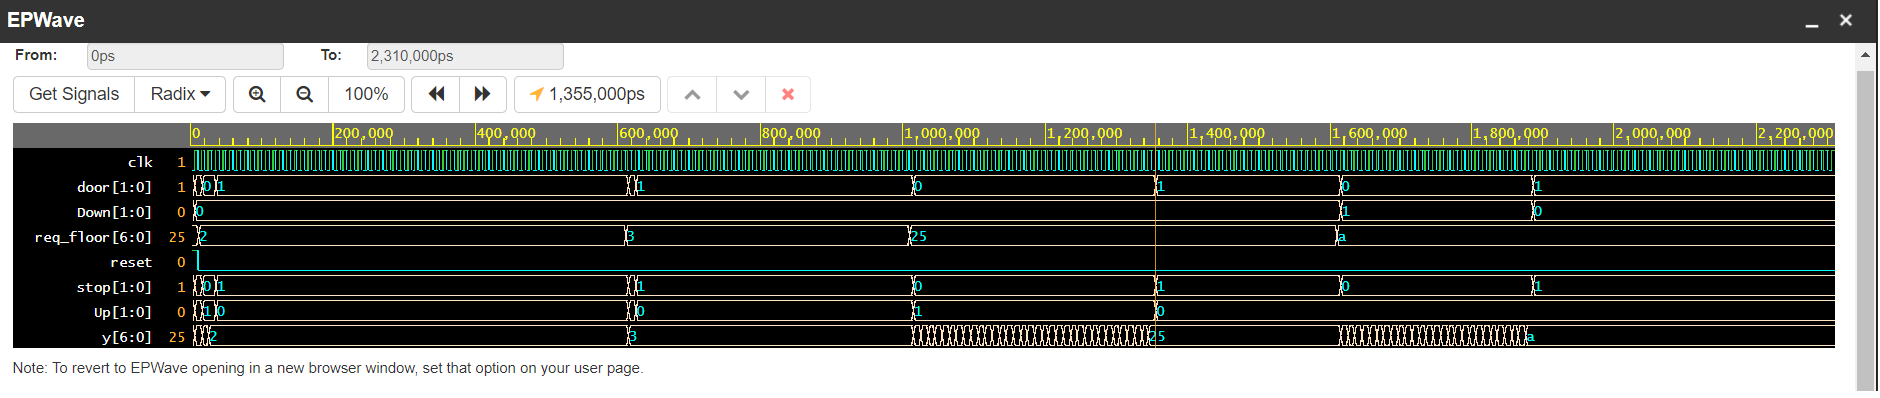 EPWave
From: 0ps To: 2,310,000ps
Get Signals Radix 100% 1,355,000ps
0 200,000 400,000 600,000 800,000 1,000,000 1,200,000 1,400,000 1,600,000 1,800,000 2,000,000 2,200,000
clk 1
door[1:0] 1 0 1 1 0 1 0 1
Down[1:0] 0 0 1 0
req_floor[6:0] 25 2 3 25 a
reset 0
stop[1:0] 1 0 1 1 0 1 0 1
Up[1:0] 0 1 0 0 1 0
y[6:0] 25 2 3 25 a
Note: To revert to EPWave opening in a new browser window, set that option on your user page.